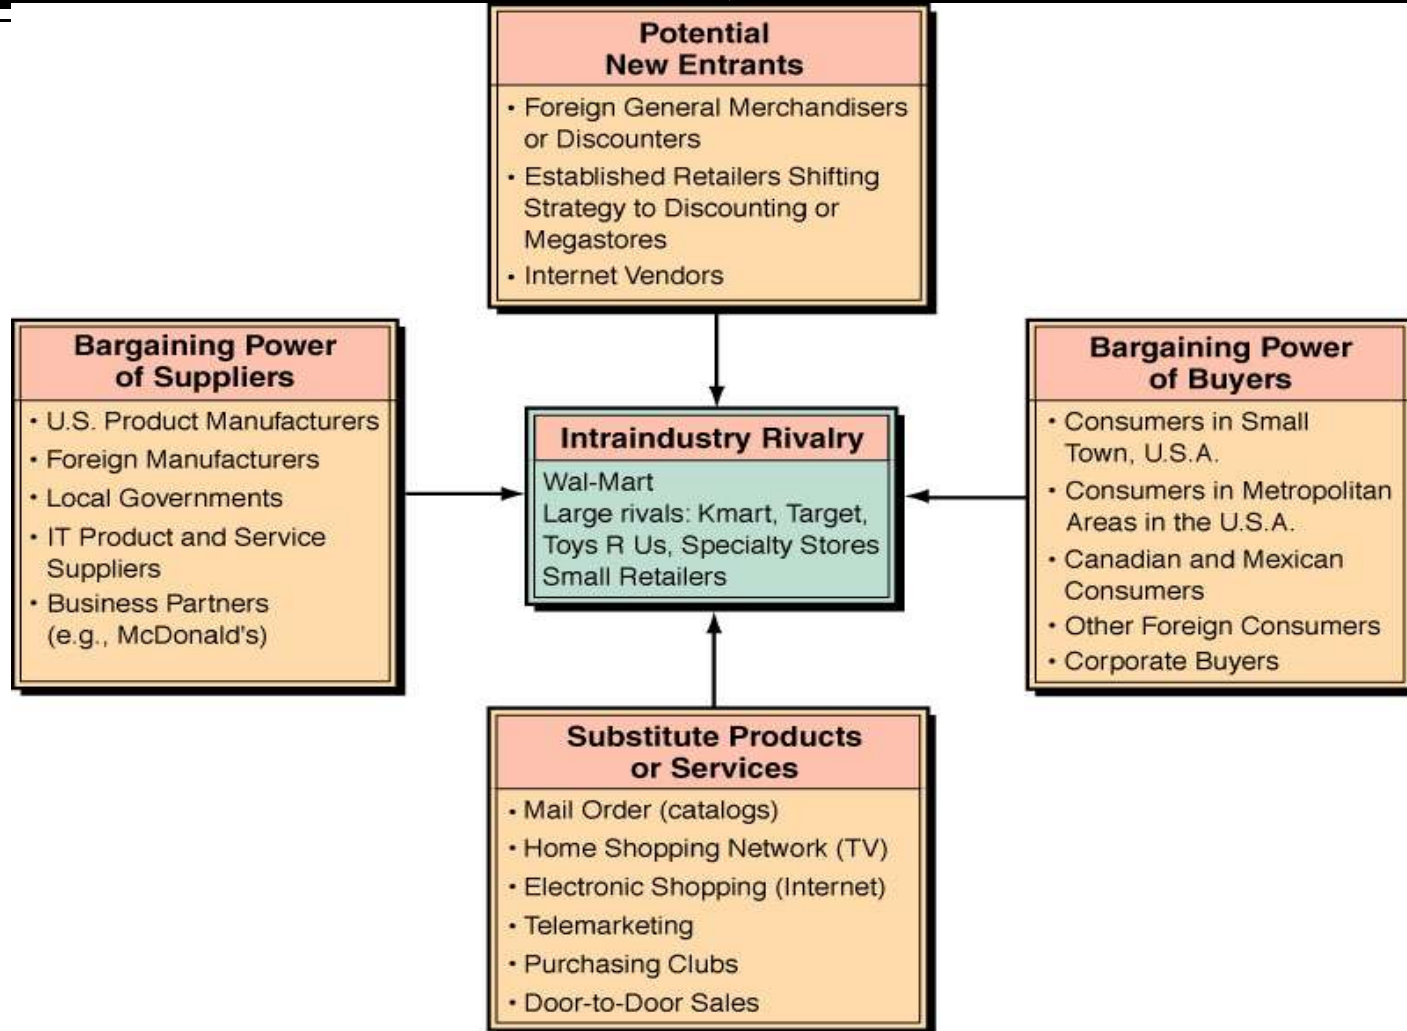 Potential
New Entrants
• Foreign General Merchandisers
or Discounters
• Established Retailers Shifting
Strategy to Discounting or
Megastores
• Internet Vendors
Bargaining Power
of Suppliers
• U.S. Product Manufacturers
• Foreign Manufacturers
• Local Governments
• IT Product and Service
Suppliers
• Business Partners
(e.g., McDonald's)
Intraindustry Rivalry
Wal-Mart
Large rivals: Kmart, Target,
Toys R Us, Specialty Stores
Small Retailers
Bargaining Power
of Buyers
• Consumers in Small
Town, U.S.A.
• Consumers in Metropolitan
Areas in the U.S.A.
• Canadian and Mexican
Consumers
• Other Foreign Consumers
• Corporate Buyers
Substitute Products
or Services
• Mail Order (catalogs)
• Home Shopping Network (TV)
• Electronic Shopping (Internet)
• Telemarketing
• Purchasing Clubs
• Door-to-Door Sales